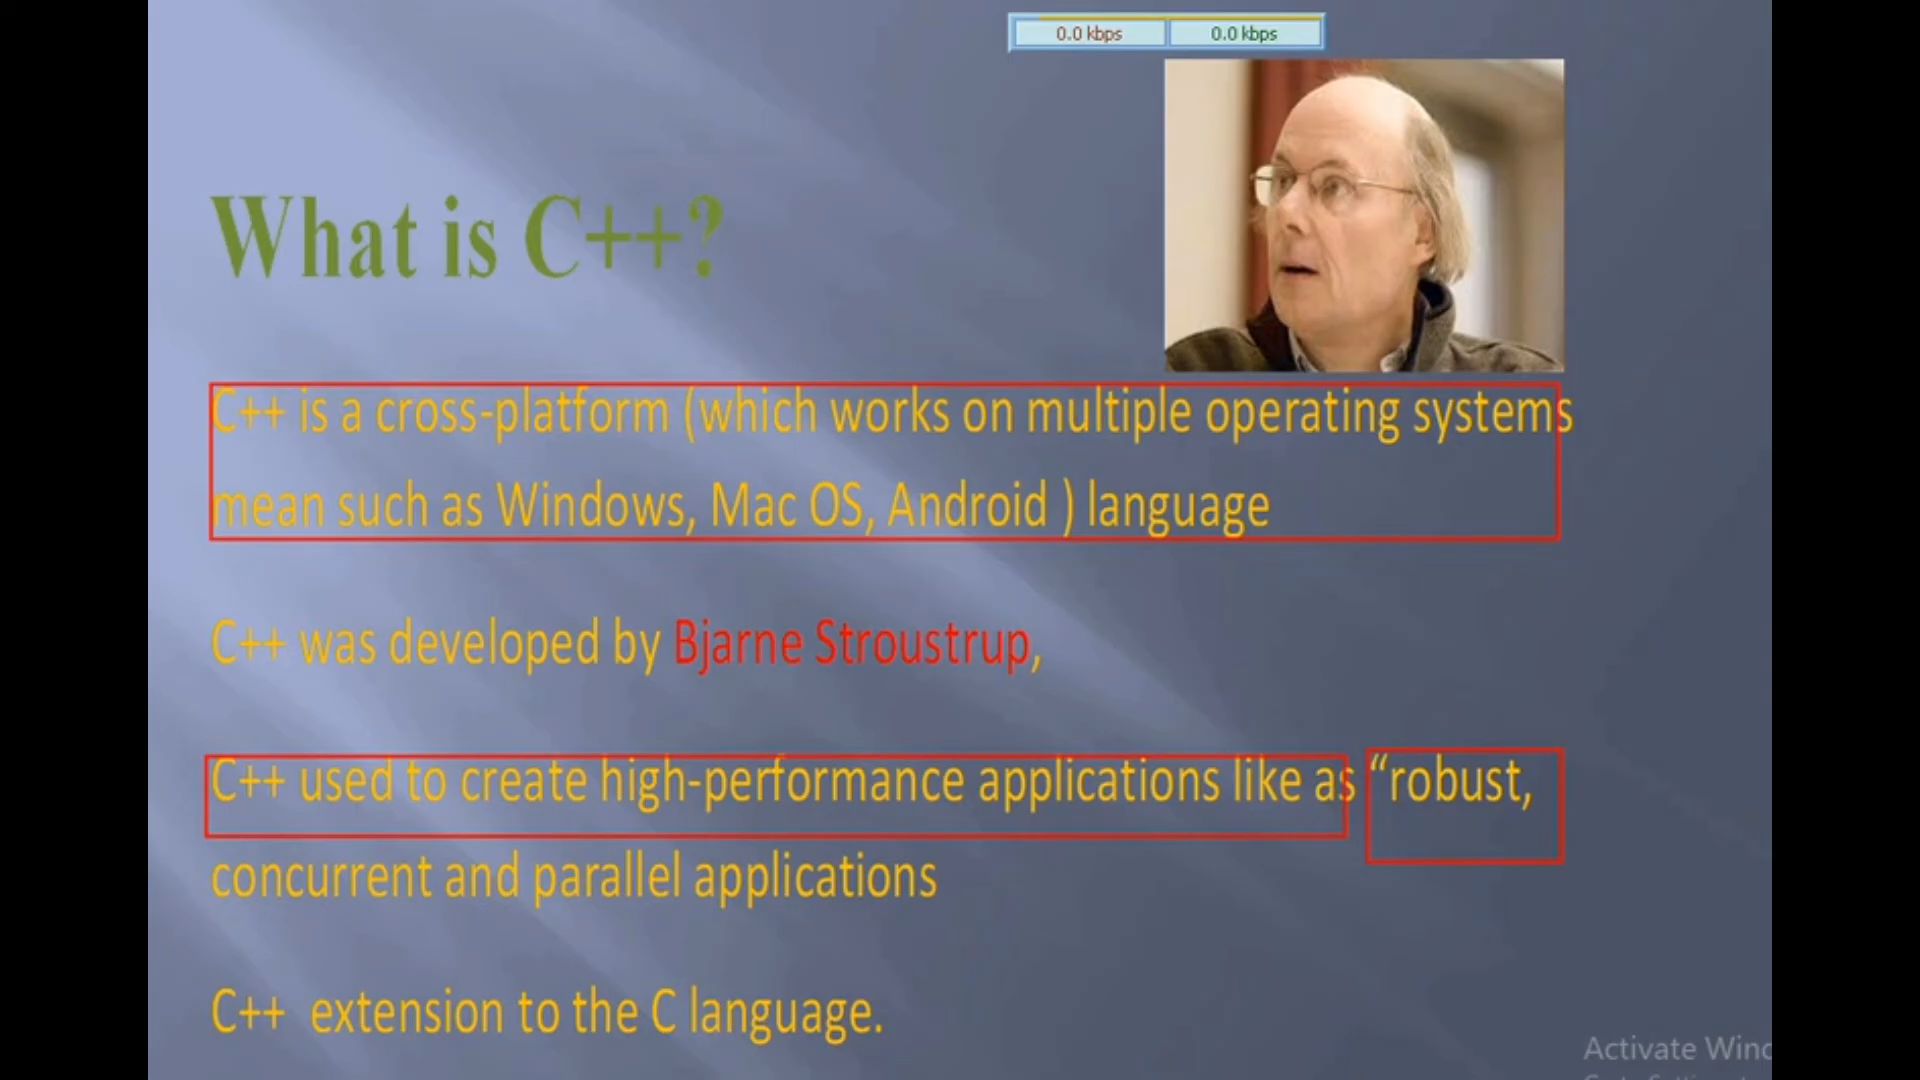 0.0 kbps 0.0 kbps
What is C++?
C++ is a cross-platform (which works on multiple operating systems
mean such as Windows, Mac OS, Android ) language
C++ was developed by Bjarne Stroustrup,
C++ used to create high-performance applications like as “robust,
concurrent and parallel applications
C++ extension to the C language.
Activate Winc